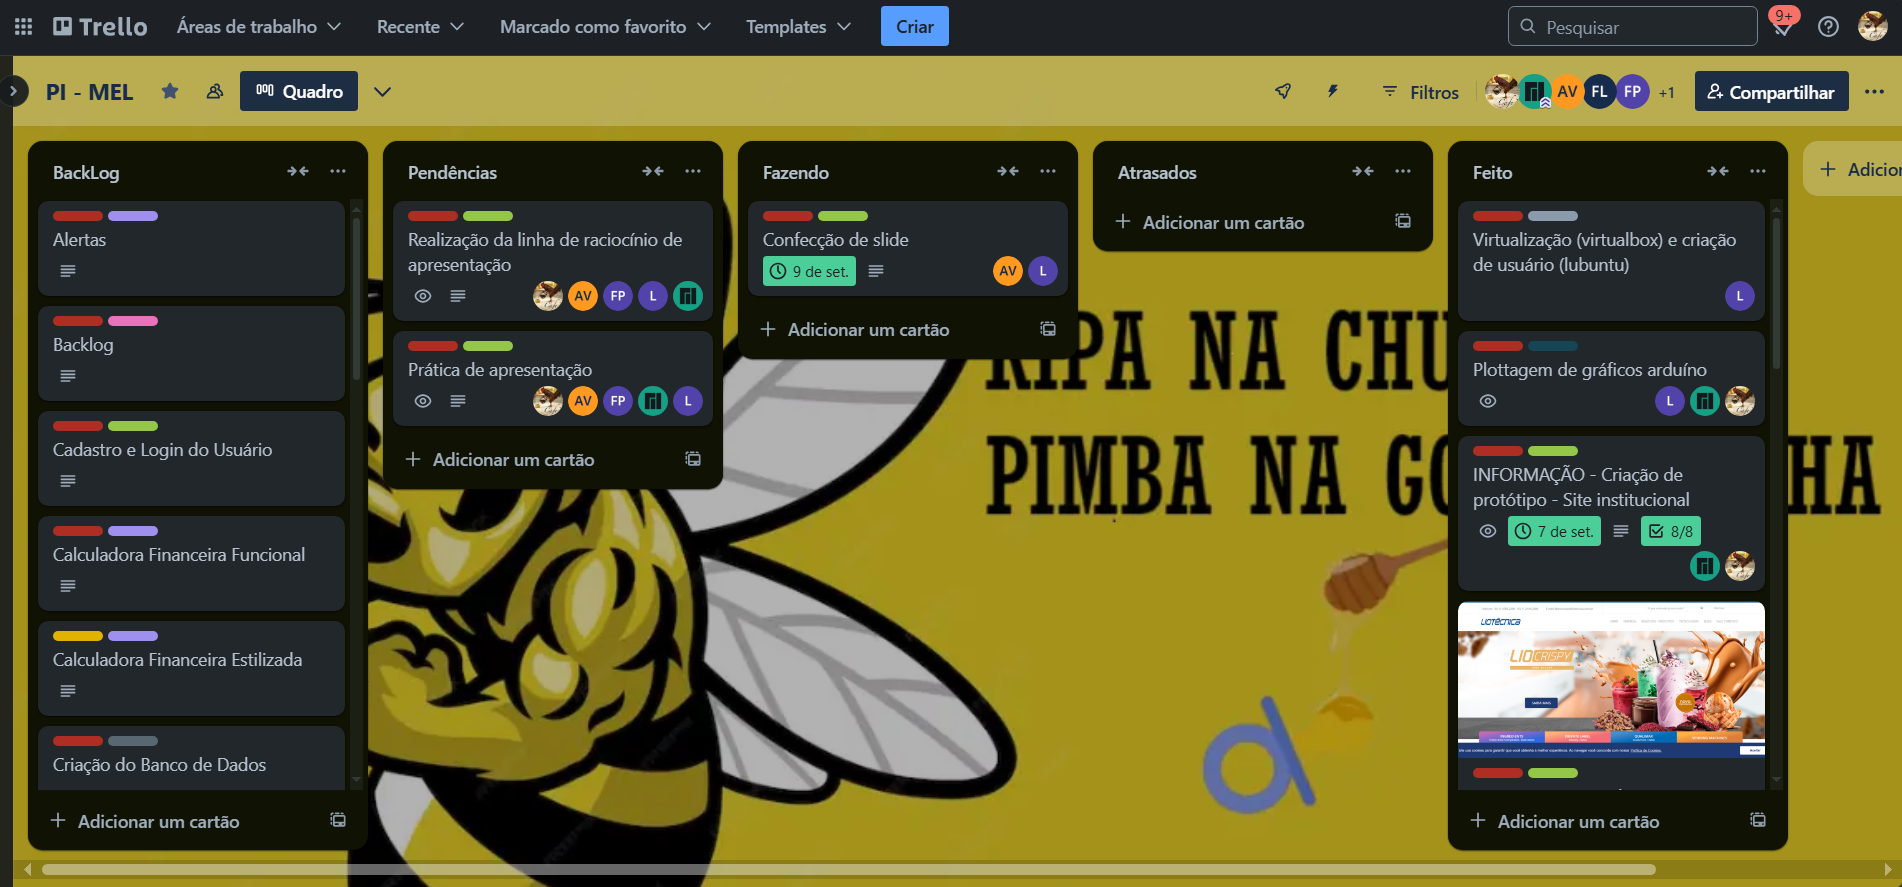 Trello
Áreas de trabalho
Recente
Marcado como favorito
Templates
Criar
Pesquisar
9+
PI - MEL
Quadro
Filtros
AV
FL
FP
+1
Compartilhar
BackLog
Alertas
Backlog
Cadastro e Login do Usuário
Calculadora Financeira Funcional
Calculadora Financeira Estilizada
Criação do Banco de Dados
Adicionar um cartão
Pendências
Realização da linha de raciocínio de
apresentação
AV FP L
Prática de apresentação
AV FP L
Adicionar um cartão
Fazendo
Confecção de slide
9 de set.
AV L
Adicionar um cartão
Atrasados
Adicionar um cartão
RIPA NA CHU
PIMBA NA GO HA
Feito
Virtualização (virtualbox) e criação
de usuário (lubuntu)
L
Plottagem de gráficos arduíno
L
INFORMAÇÃO - Criação de
protótipo - Site institucional
7 de set.
8/8
LIOTÉCNICA
LIOCRISPY
SAIBA MAIS
Adicionar um cartão
Adicion